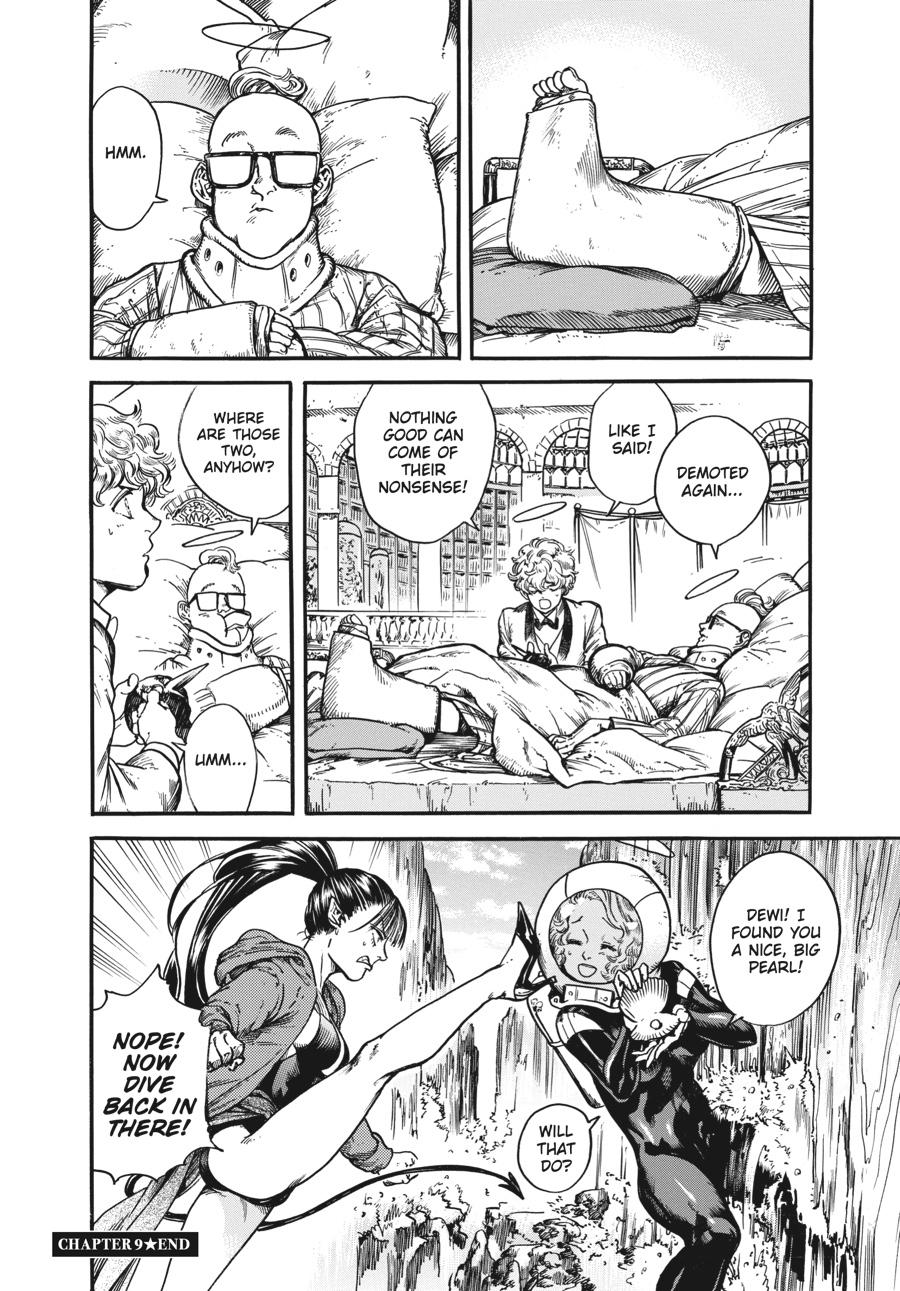 HMM.
DEMOTED
AGAIN...
LIKE I
SAID!
NOTHING
GOOD CAN
COME OF
THEIR
NONSENSE!
WHERE
ARE THOSE
TWO,
ANYHOW?
UMM...
DEWI! I
FOUND YOU
A NICE, BIG
PEARL!
WILL
THAT
DO?
NOPE!
NOW
DIVE
BACK IN
THERE!
CHAPTER 9★END